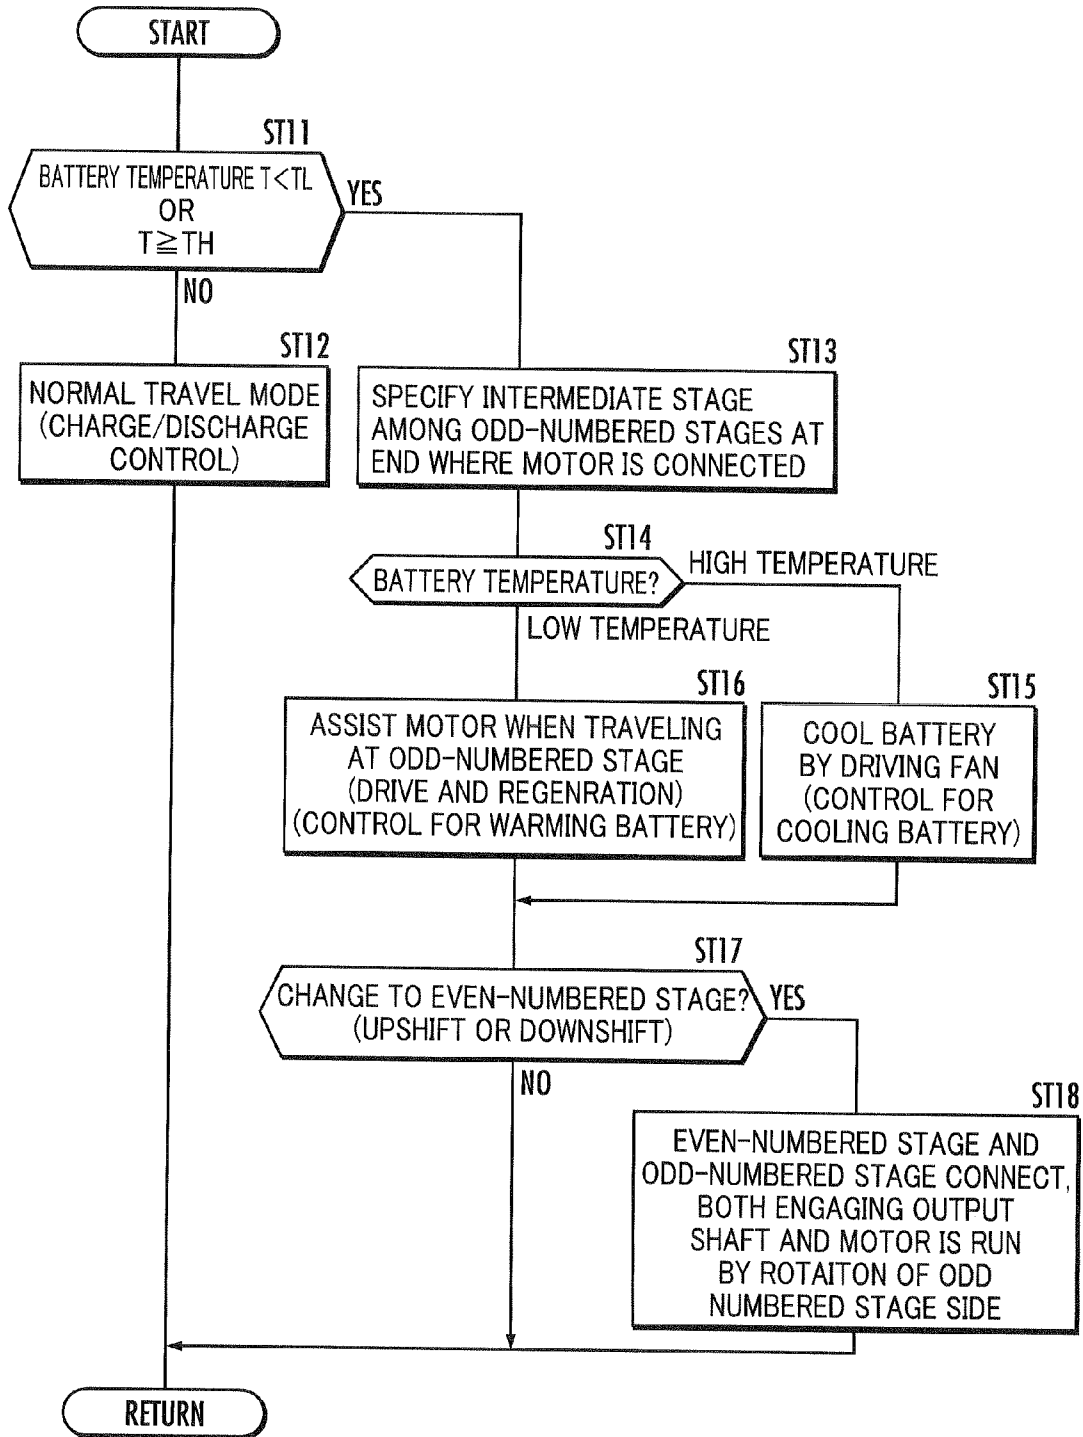 START
ST11
BATTERY TEMPERATURE T<TL
OR
T≧TH
YES
NO
ST12
NORMAL TRAVEL MODE
(CHARGE/DISCHARGE
CONTROL)
ST13
SPECIFY INTERMEDIATE STAGE
AMONG ODD-NUMBERED STAGES AT
END WHERE MOTOR IS CONNECTED
ST14
BATTERY TEMPERATURE?
HIGH TEMPERATURE
LOW TEMPERATURE
ST16
ASSIST MOTOR WHEN TRAVELING
AT ODD-NUMBERED STAGE
(DRIVE AND REGENRATION)
(CONTROL FOR WARMING BATTERY)
ST15
COOL BATTERY
BY DRIVING FAN
(CONTROL FOR
COOLING BATTERY)
ST17
CHANGE TO EVEN-NUMBERED STAGE?
(UPSHIFT OR DOWNSHIFT)
YES
NO
ST18
EVEN-NUMBERED STAGE AND
ODD-NUMBERED STAGE CONNECT,
BOTH ENGAGING OUTPUT
SHAFT AND MOTOR IS RUN
BY ROTAITON OF ODD
NUMBERED STAGE SIDE
RETURN